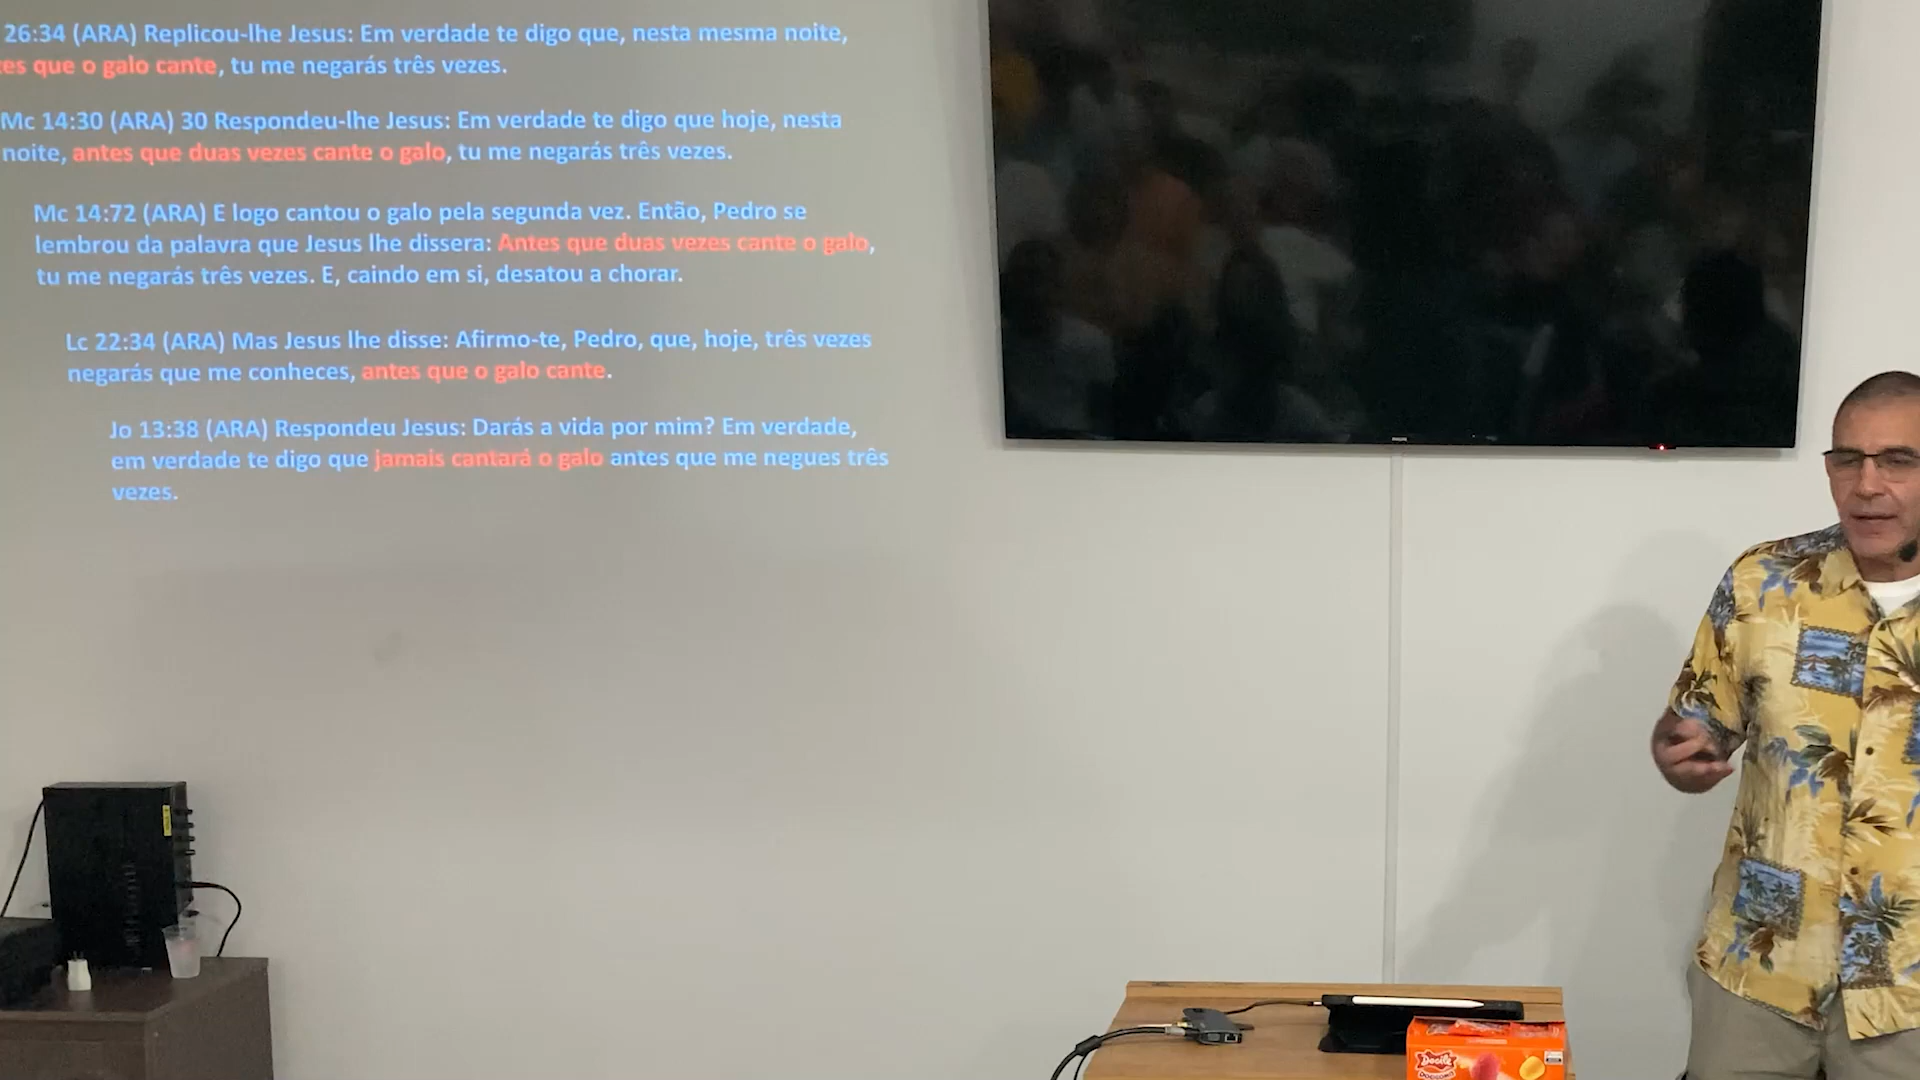 26:34 (ARA) Replicou-lhe Jesus: Em verdade te digo que, nesta mesma noite,
es que o galo cante, tu me negarás três vezes.
Mc 14:30 (ARA) 30 Respondeu-lhe Jesus: Em verdade te digo que hoje, nesta
noite, antes que duas vezes cante o galo, tu me negarás três vezes.
Mc 14:72 (ARA) E logo cantou o galo pela segunda vez. Então, Pedro se
lembrou da palavra que Jesus lhe dissera: Antes que duas vezes cante o galo,
tu me negarás três vezes. E, caindo em si, desatou a chorar.
Lc 22:34 (ARA) Mas Jesus lhe disse: Afirmo-te, Pedro, que, hoje, três vezes
negarás que me conheces, antes que o galo cante.
Jo 13:38 (ARA) Respondeu Jesus: Darás a vida por mim? Em verdade,
em verdade te digo que jamais cantará o galo antes que me negues três
vezes.
Docile